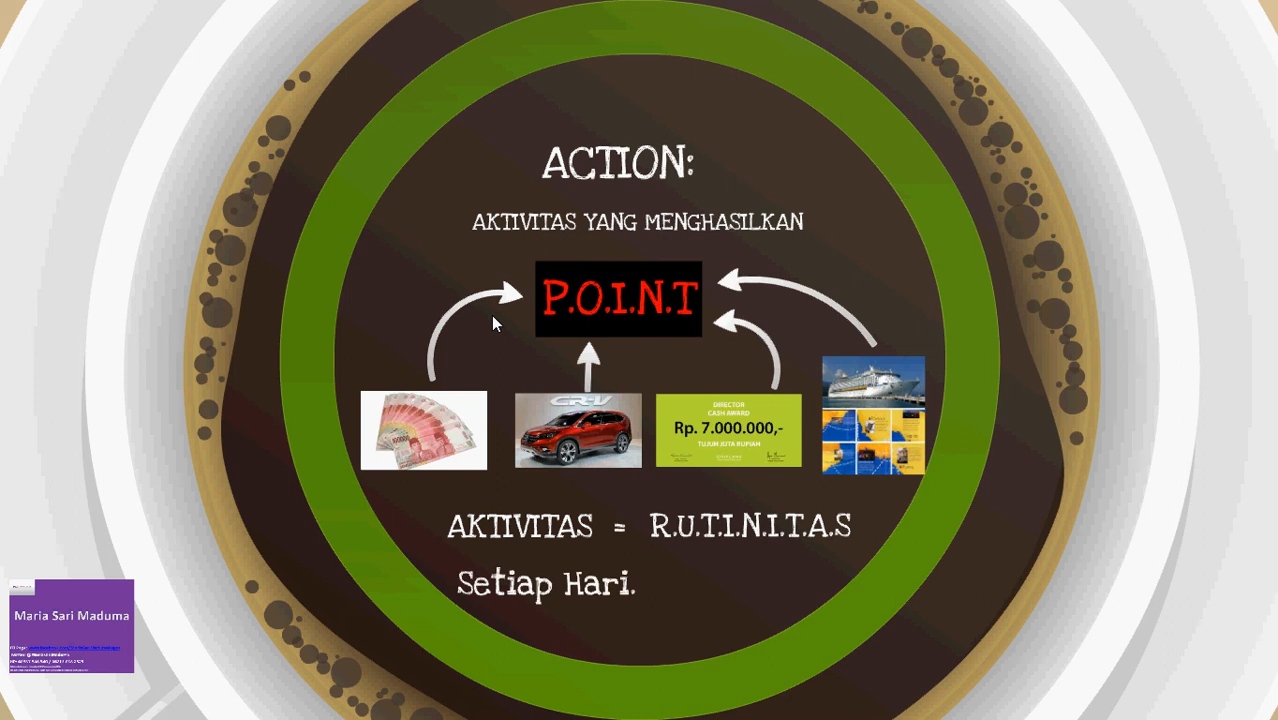 ACTION:
AKTIVITAS YANG MENGHASILKAN
P.O.I.N.T
100000
CR-V
DIRECTOR
CASH AWARD
Rp. 7.000.000,-
TUJUH JUTA RUPIAH
AKTIVITAS = R.U.T.I.N.I.T.A.S
Setiap Hari.
Maria Sari Maduma